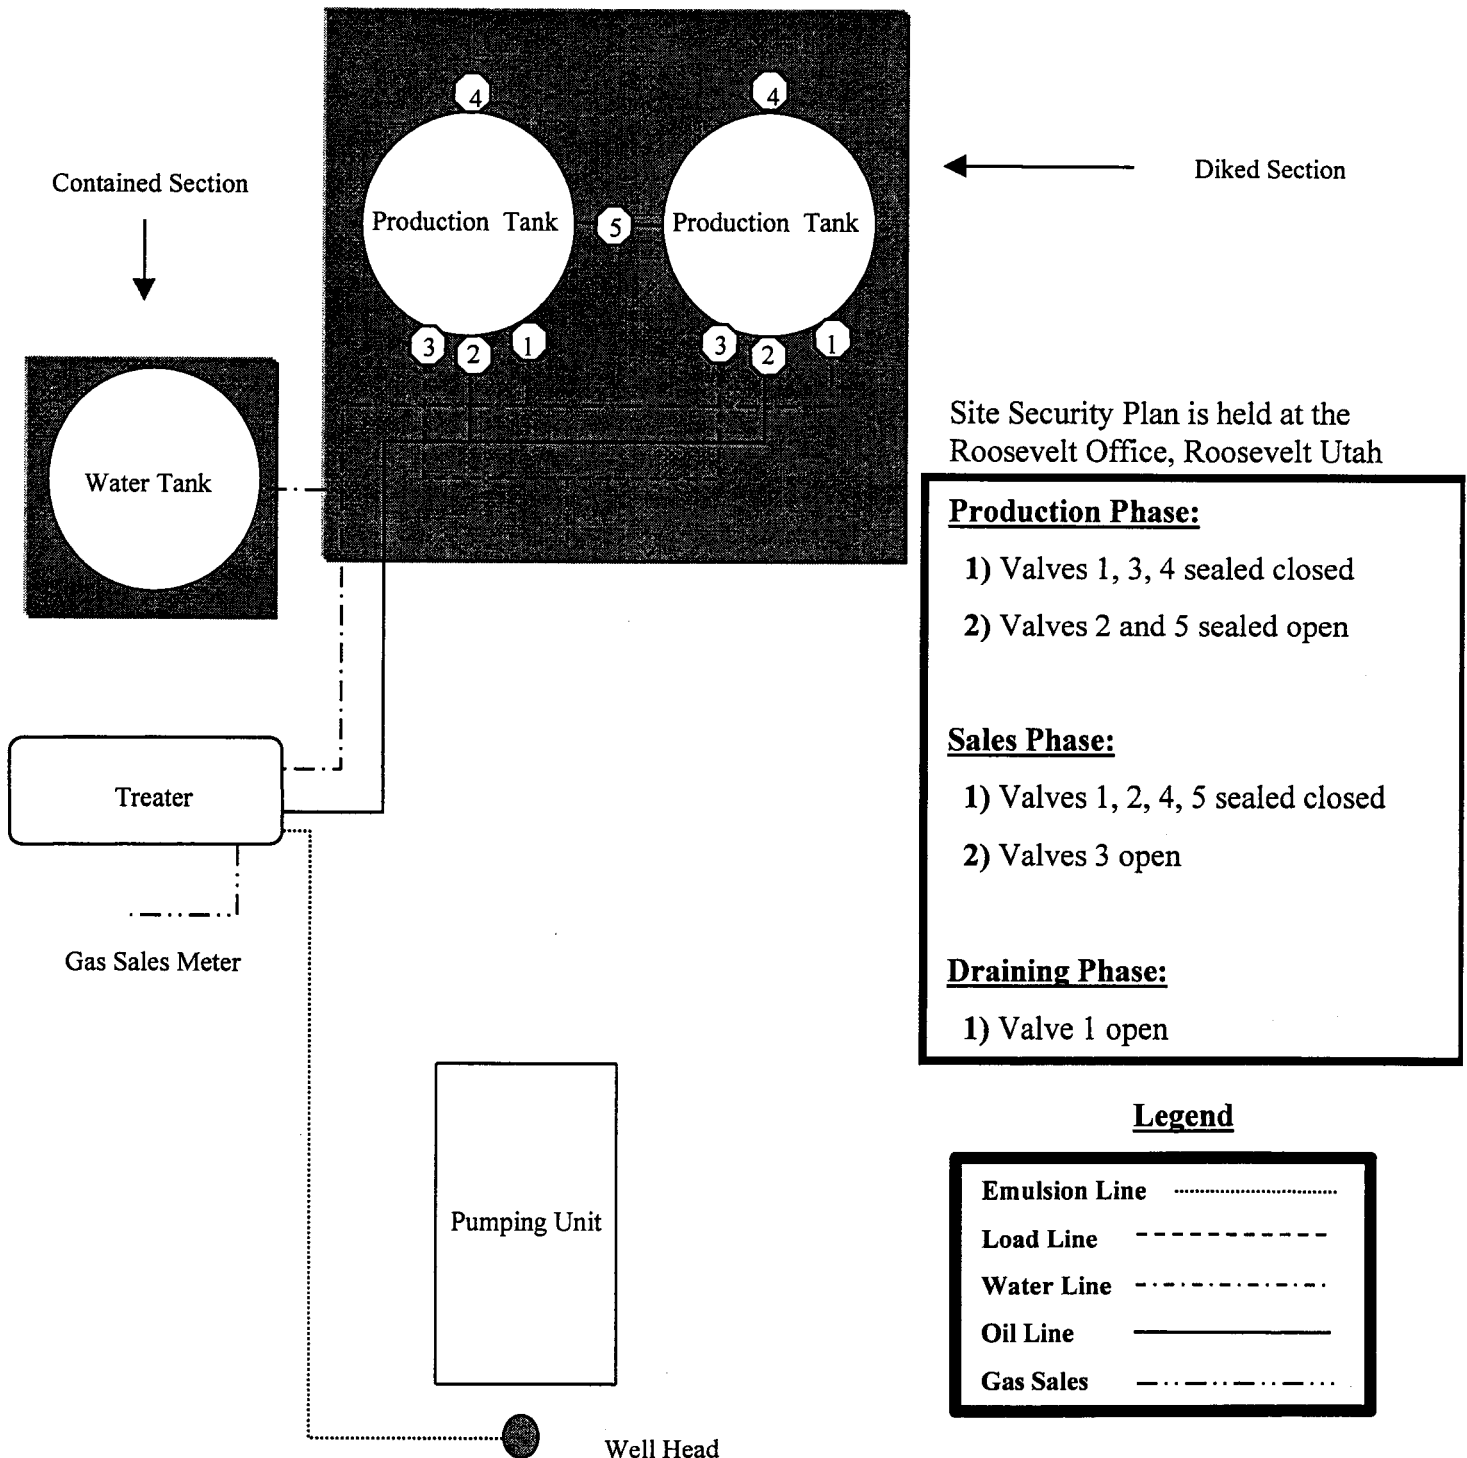 4
4
Contained Section
Diked Section
Production Tank
5
Production Tank
3
2
1
3
2
1
Water Tank
Site Security Plan is held at the
Roosevelt Office, Roosevelt Utah
Production Phase:
1) Valves 1, 3, 4 sealed closed
2) Valves 2 and 5 sealed open
Sales Phase:
1) Valves 1, 2, 4, 5 sealed closed
2) Valves 3 open
Draining Phase:
1) Valve 1 open
Treater
Gas Sales Meter
Pumping Unit
Well Head
Legend
Emulsion Line
Load Line
Water Line
Oil Line
Gas Sales